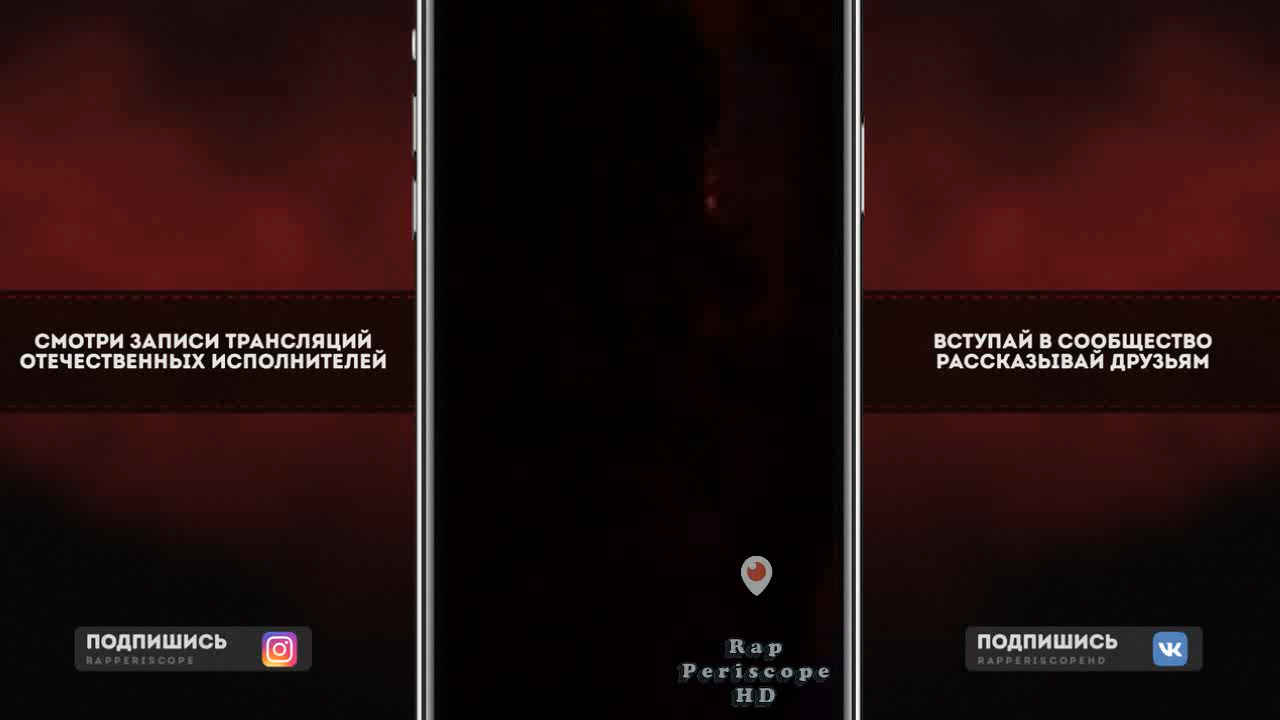 СМОТРИ ЗАПИСИ ТРАНСЛЯЦИЙ
ОТЕЧЕСТВЕННЫХ ИСПОЛНИТЕЛЕЙ
ВСТУПАЙ В СООБЩЕСТВО
РАССКАЗЫВАЙ ДРУЗЬЯМ
ПОДПИШИСЬ
RAPPERISCOPE
Rap
Periscope
HD
ПОДПИШИСЬ
RAPPERISCOPEHD